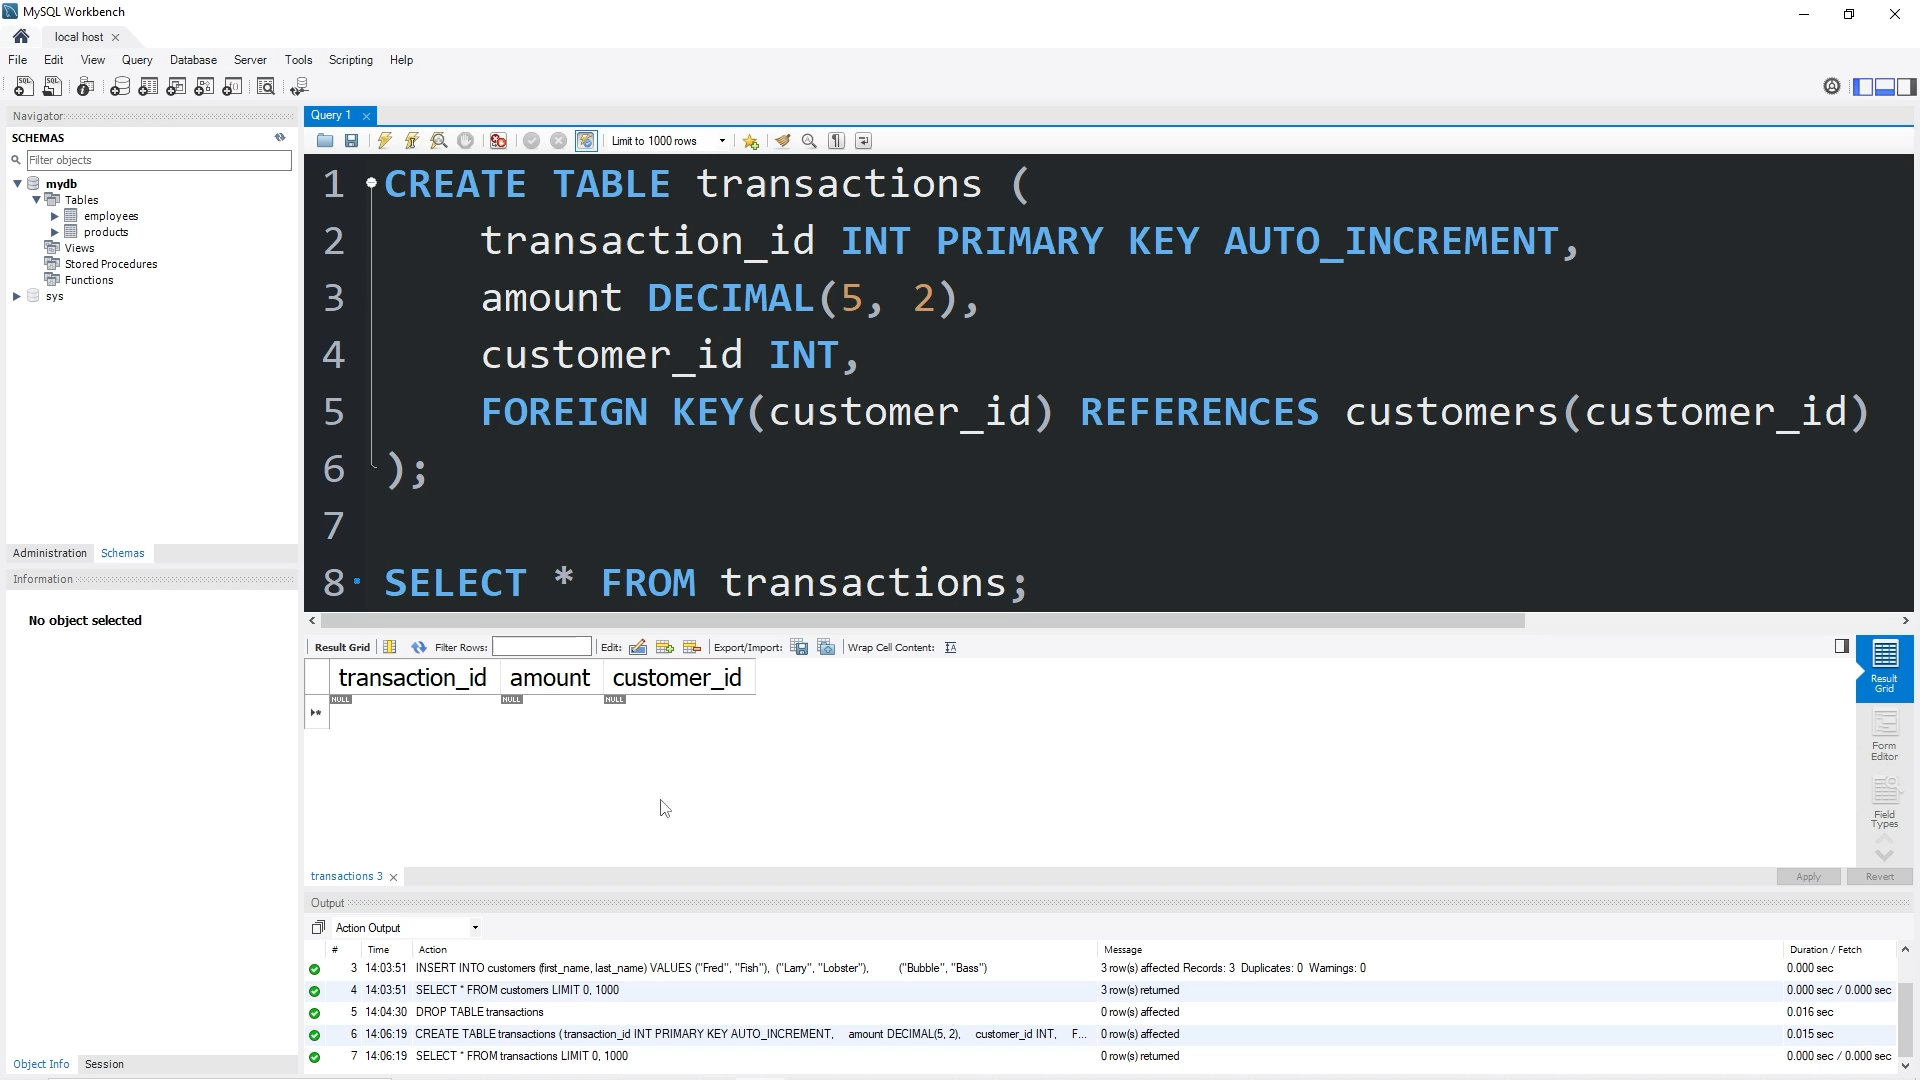 MySQL Workbench
local host
File Edit View Query Database Server Tools Scripting Help
Navigator
SCHEMAS
Filter objects
mydb
Tables
employees
products
Views
Stored Procedures
Functions
sys
Administration Schemas
Information
No object selected
Object Info Session
Query 1
Limit to 1000 rows
1 CREATE TABLE transactions (
2 transaction_id INT PRIMARY KEY AUTO_INCREMENT,
3 amount DECIMAL(5, 2),
4 customer_id INT,
5 FOREIGN KEY(customer_id) REFERENCES customers(customer_id)
6 );
7
8 SELECT * FROM transactions;
Result Grid Filter Rows: Edit: Export/Import: Wrap Cell Content:
transaction_id amount customer_id
NULL NULL NULL
Result Grid
Form Editor
Field Types
transactions 3 Apply Revert
Output
Action Output
# Time Action Message Duration / Fetch
3 14:03:51 INSERT INTO customers (first_name, last_name) VALUES ("Fred", "Fish"), ("Larry", "Lobster"), ("Bubble", "Bass") 3 row(s) affected Records: 3 Duplicates: 0 Warnings: 0 0.000 sec
4 14:03:51 SELECT * FROM customers LIMIT 0, 1000 3 row(s) returned 0.000 sec / 0.000 sec
5 14:04:30 DROP TABLE transactions 0 row(s) affected 0.016 sec
6 14:06:19 CREATE TABLE transactions ( transaction_id INT PRIMARY KEY AUTO_INCREMENT, amount DECIMAL(5, 2), customer_id INT, F... 0 row(s) affected 0.015 sec
7 14:06:19 SELECT * FROM transactions LIMIT 0, 1000 0 row(s) returned 0.000 sec / 0.000 sec